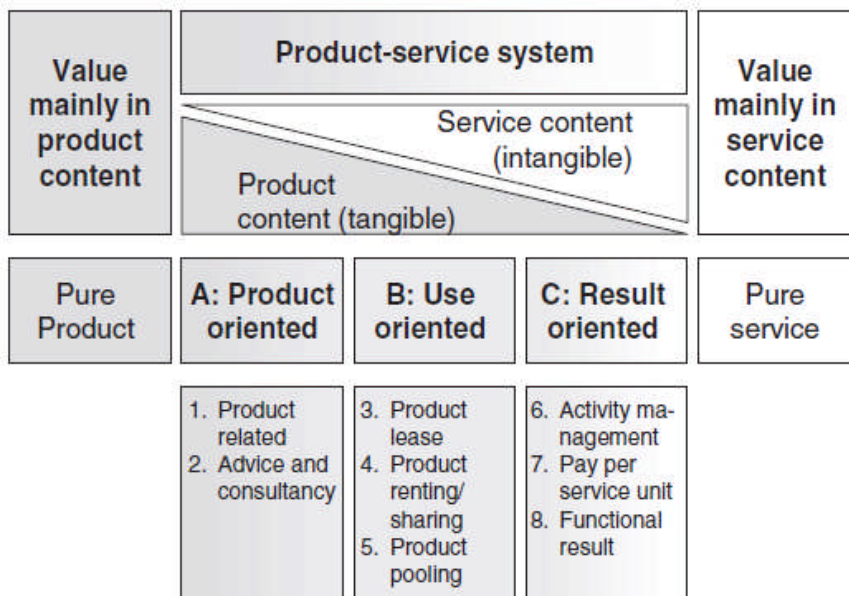 Value
mainly in
product
content
Product-service system
Service content
(intangible)
Product
content (tangible)
Value
mainly in
service
content
Pure
Product
A: Product
oriented
B: Use
oriented
C: Result
oriented
Pure
service
1. Product
related
2. Advice and
consultancy
3. Product
lease
4. Product
renting/
sharing
5. Product
pooling
6. Activity ma-
nagement
7. Pay per
service unit
8. Functional
result